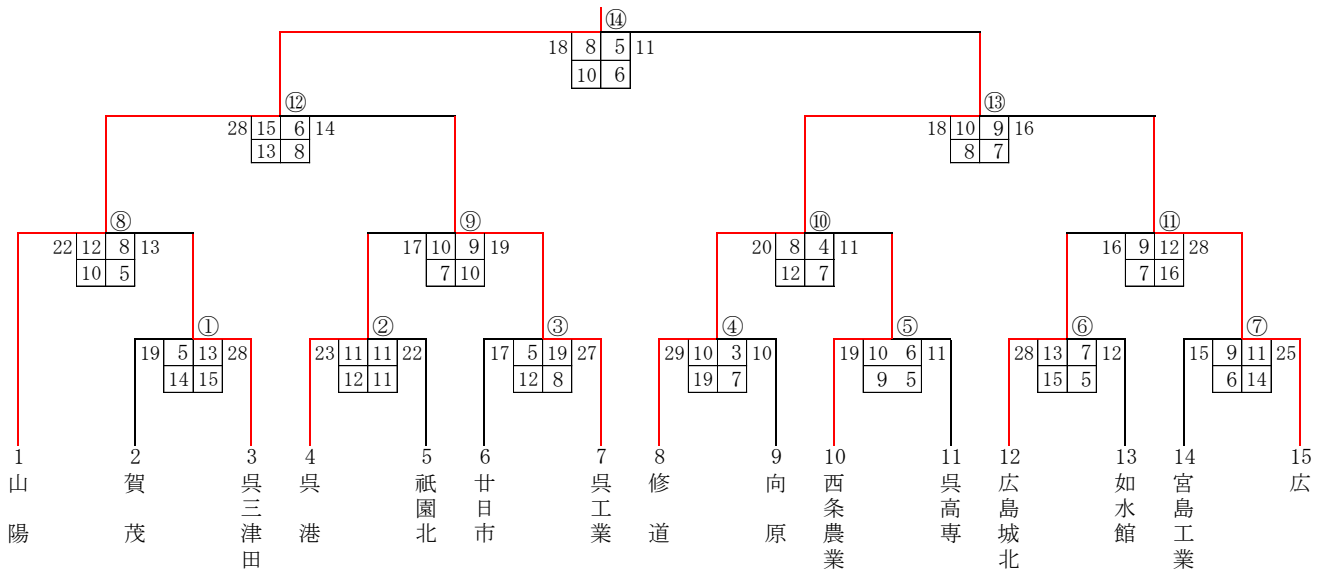 ⑭
18 8 5 11
10 6
⑫ ⑬
28 15 6 14 18 10 9 16
13 8 8 7
⑧ ⑨ ⑩ ⑪
22 12 8 13 17 10 9 19 20 8 4 11 16 9 12 28
10 5 7 10 12 7 7 16
① ② ③ ④ ⑤ ⑥ ⑦
19 5 13 28 23 11 11 22 17 5 19 27 29 10 3 10 19 10 6 11 28 13 7 12 15 9 11 25
14 15 12 11 12 8 19 7 9 5 15 5 6 14
1 2 3 4 5 6 7 8 9 10 11 12 13 14 15
山陽
賀茂
呉三津田
呉港
祇園北
廿日市
呉工業
修道
向原
西条農業
呉高専
広島城北
如水館
宮島工業
広